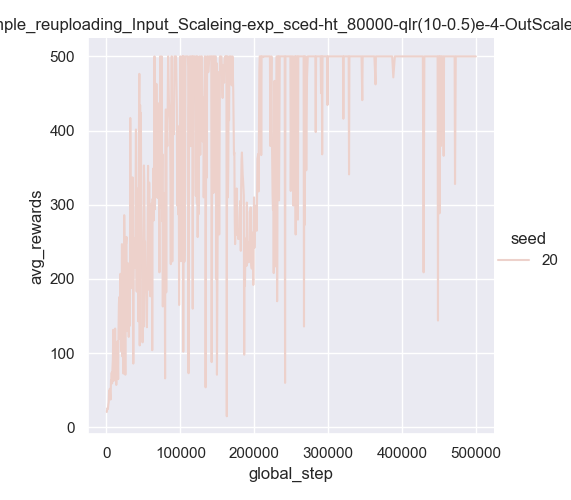 mple_reuploading_Input_Scaleing-exp_sced-ht_80000-qlr(10-0.5)e-4-OutScale
500
400
300
200
100
0
avg_rewards
0 100000 200000 300000 400000 500000
global_step
seed
20